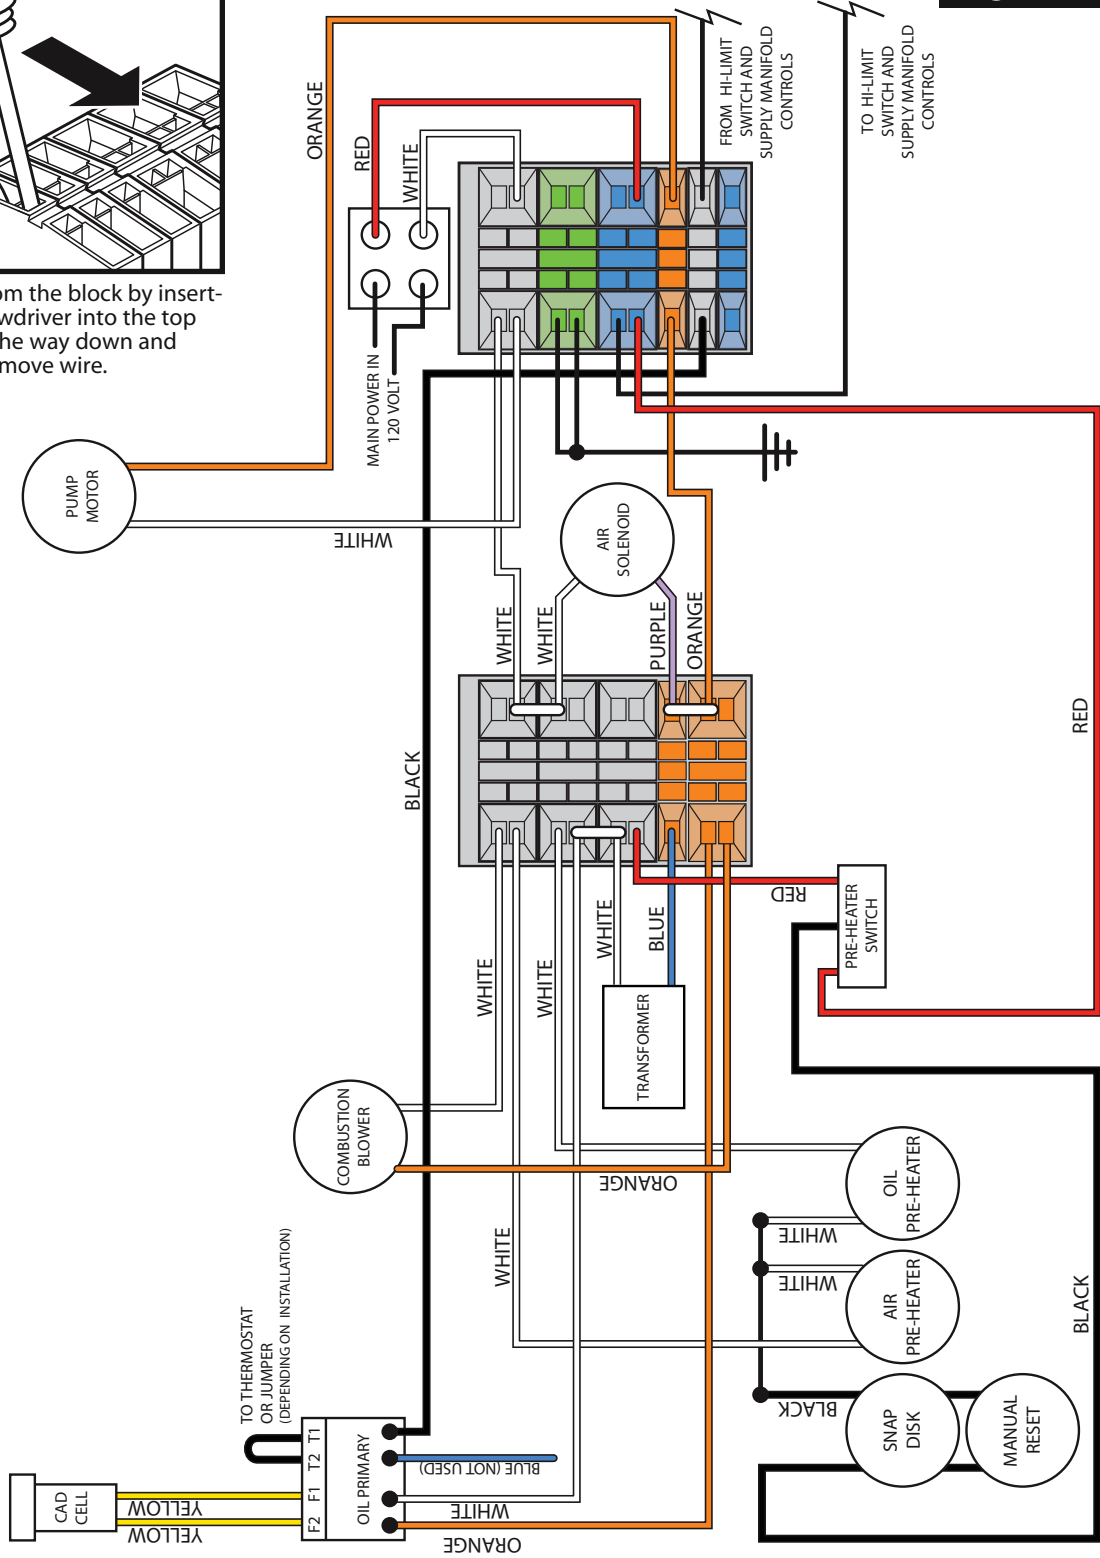 om the block by insert-
wdriver into the top
he way down and
move wire.
ORANGE
RED
WHITE
FROM HI-LIMIT
SWITCH AND
SUPPLY MANIFOLD
CONTROLS
TO HI-LIMIT
SWITCH AND
SUPPLY MANIFOLD
CONTROLS
MAIN POWER IN
120 VOLT
PUMP
MOTOR
WHITE
AIR
SOLENOID
WHITE
WHITE
PURPLE
ORANGE
BLACK
RED
RED
PRE-HEATER
SWITCH
WHITE
WHITE
WHITE
BLUE
TRANSFORMER
COMBUSTION
BLOWER
ORANGE
WHITE
OIL
PRE-HEATER
WHITE
WHITE
AIR
PRE-HEATER
BLACK
BLACK
SNAP
DISK
MANUAL
RESET
TO THERMOSTAT
OR JUMPER
(DEPENDING ON INSTALLATION)
T1
T2
F1
F2
OIL PRIMARY
BLUE (NOT USED)
WHITE
ORANGE
CAD
CELL
YELLOW
YELLOW